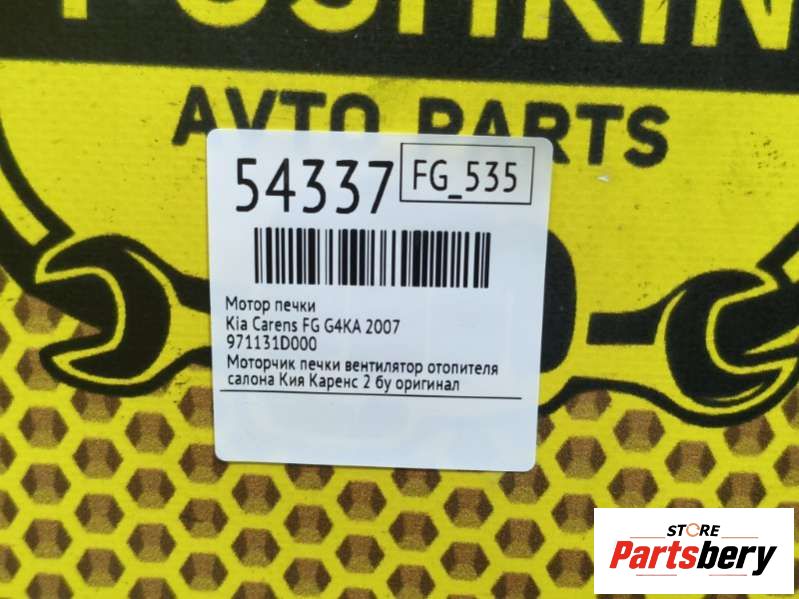 PUSHKIN
AVTO PARTS
54337
FG_535
Мотор печки
Kia Carens FG G4KA 2007
971131D000
Моторчик печки вентилятор отопителя
салона Кия Каренс 2 бу оригинал
STORE
Partsbery